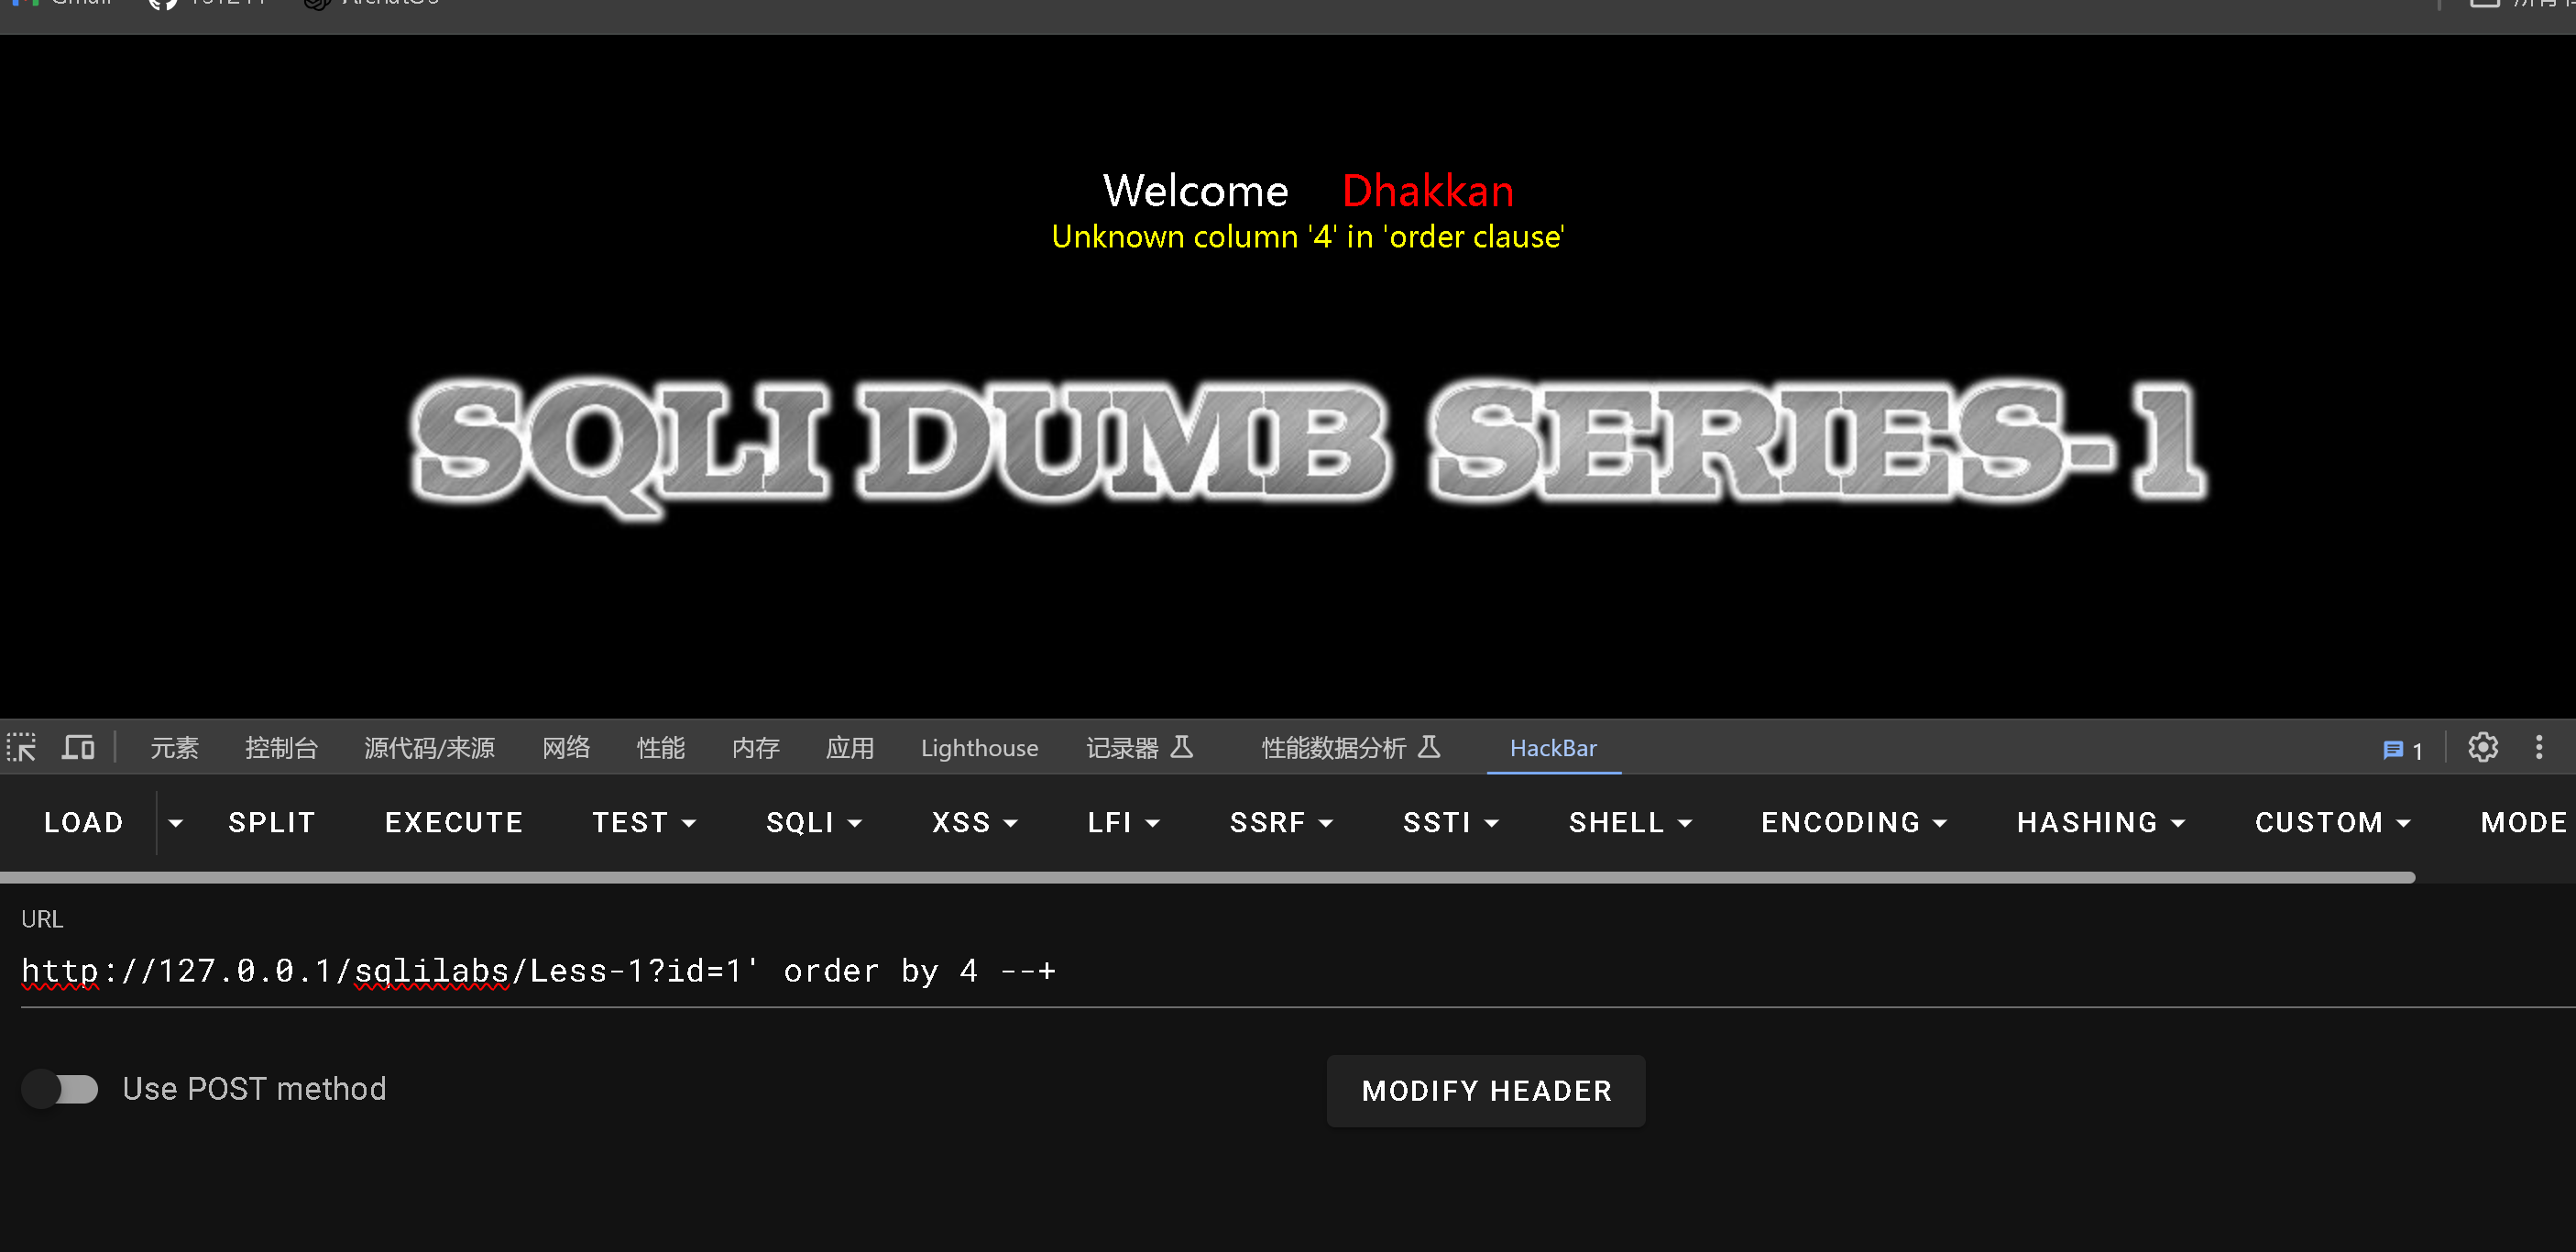 Welcome Dhakkan
Unknown column '4' in 'order clause'
SQLI DUMB SERIES-1
元素 控制台 源代码/来源 网络 性能 内存 应用 Lighthouse 记录器 性能数据分析 HackBar 1
LOAD SPLIT EXECUTE TEST SQLI XSS LFI SSRF SSTI SHELL ENCODING HASHING CUSTOM MODE
URL
http://127.0.0.1/sqlilabs/Less-1?id=1' order by 4 --+
Use POST method MODIFY HEADER